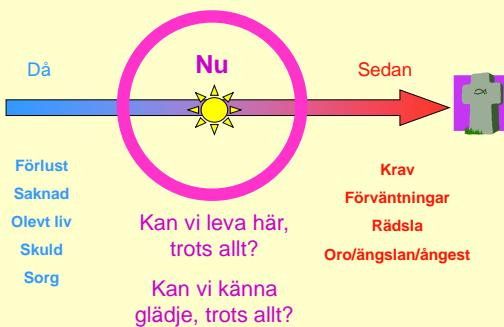 Då
Nu
Sedan
Förlust
Saknad
Olevt liv
Skuld
Sorg
Kan vi leva här,
trots allt?
Kan vi känna
glädje, trots allt?
Krav
Förväntningar
Rädsla
Oro/ängslan/ångest